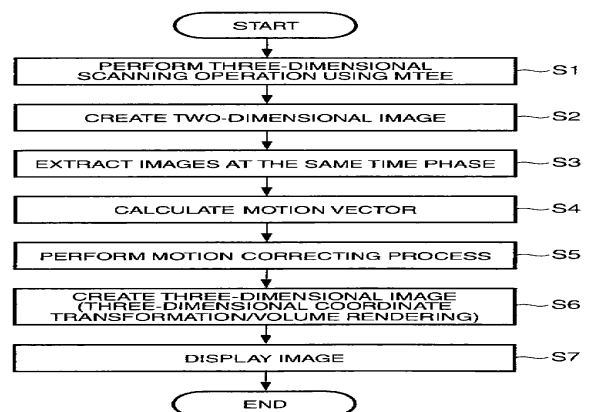 START
PERFORM THREE-DIMENSIONAL
SCANNING OPERATION USING MTEE
S1
CREATE TWO-DIMENSIONAL IMAGE
S2
EXTRACT IMAGES AT THE SAME TIME PHASE
S3
CALCULATE MOTION VECTOR
S4
PERFORM MOTION CORRECTING PROCESS
S5
CREATE THREE-DIMENSIONAL IMAGE
(THREE-DIMENSIONAL COORDINATE
TRANSFORMATION/VOLUME RENDERING)
S6
DISPLAY IMAGE
S7
END